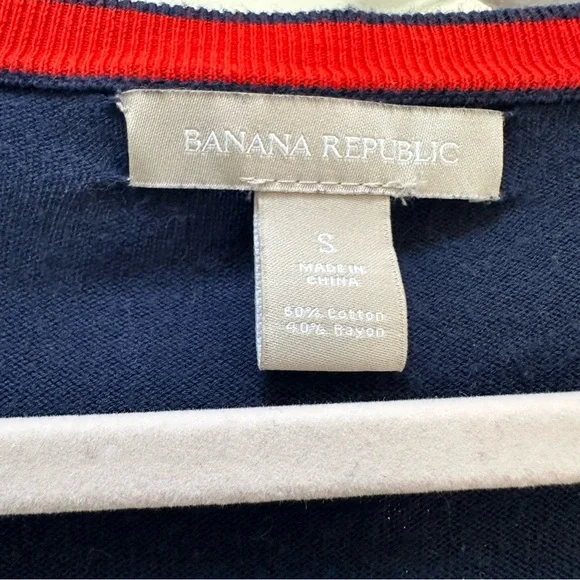 BANANA REPUBLIC
S
MADE IN
CHINA
60% Cotton
40% Rayon